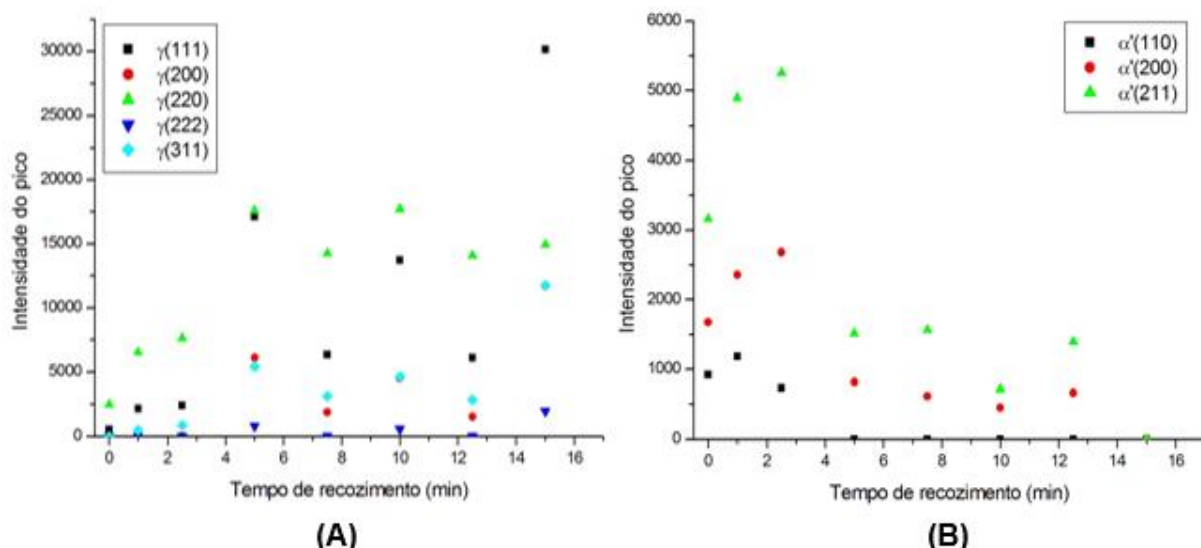 30000
25000
20000
15000
10000
5000
0
Intensidade do pico
γ(111)
γ(200)
γ(220)
γ(222)
γ(311)
0 2 4 6 8 10 12 14 16
Tempo de recozimento (min)
(A)
6000
5000
4000
3000
2000
1000
0
Intensidade do pico
α'(110)
α'(200)
α'(211)
0 2 4 6 8 10 12 14 16
Tempo de recozimento (min)
(B)